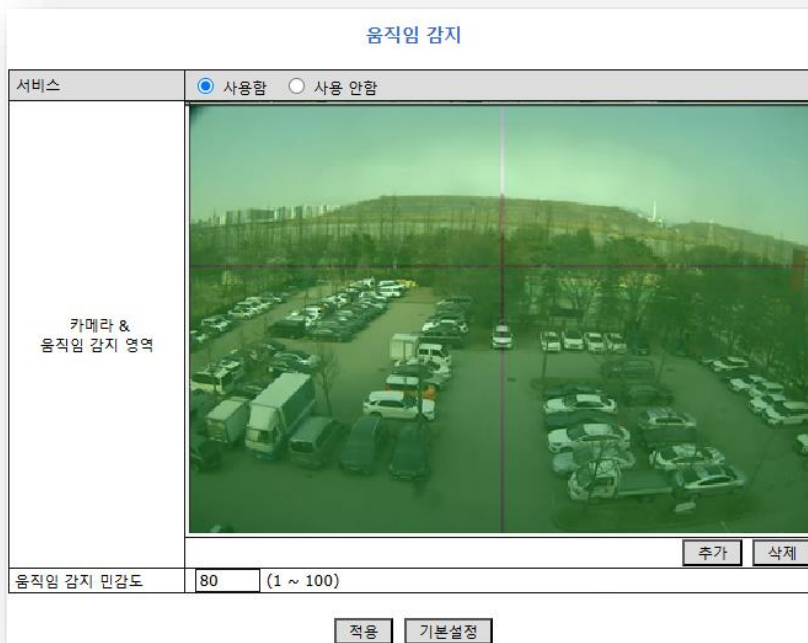 움직임 감지
서비스
사용함 사용 안함
카메라 &
움직임 감지 영역
추가 삭제
움직임 감지 민감도 80 (1 ~ 100)
적용 기본설정